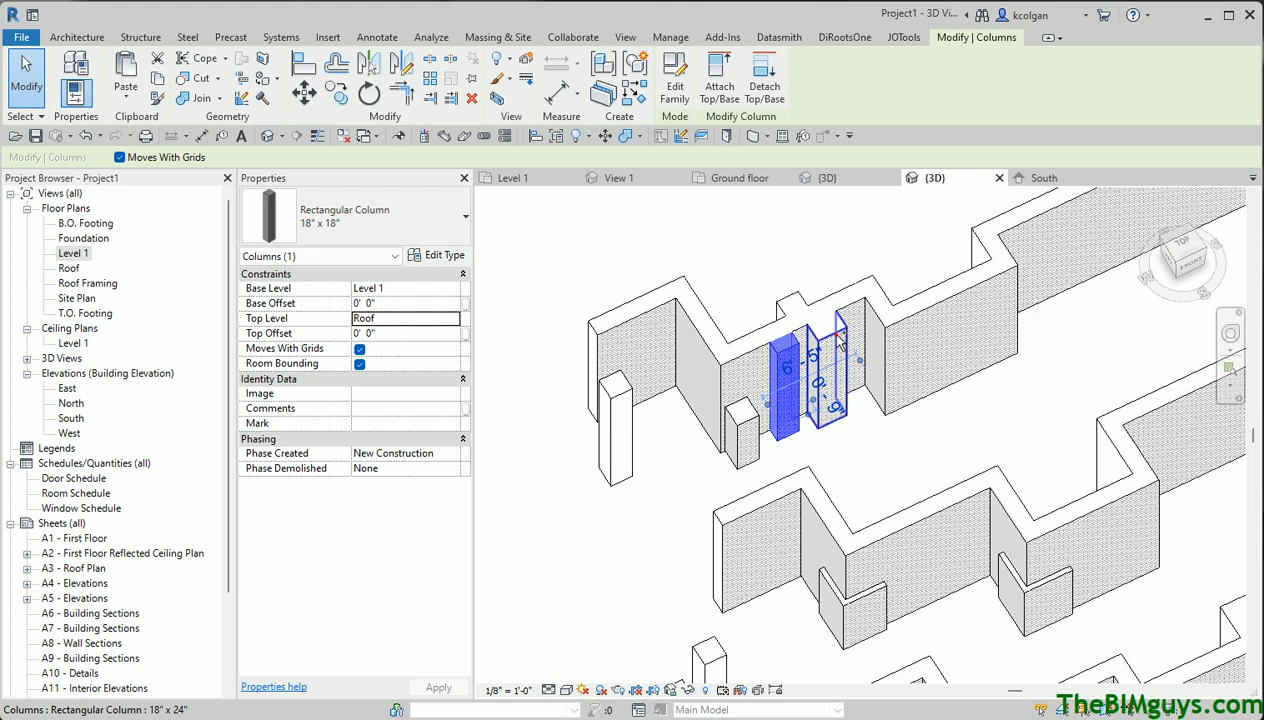 Project1 - 3D Vi...
kcolgan
File
Architecture
Structure
Steel
Precast
Systems
Insert
Annotate
Analyze
Massing & Site
Collaborate
View
Manage
Add-Ins
Datasmith
DiRootsOne
JOTools
Modify | Columns
Modify
Paste
Cope
Cut
Join
Edit
Family
Attach
Top/Base
Detach
Top/Base
Select
Properties
Clipboard
Geometry
Modify
View
Measure
Create
Mode
Modify Column
Modify | Columns
Moves With Grids
Project Browser - Project1
Views (all)
Floor Plans
B.O. Footing
Foundation
Level 1
Roof
Roof Framing
Site Plan
T.O. Footing
Ceiling Plans
Level 1
3D Views
Elevations (Building Elevation)
East
North
South
West
Legends
Schedules/Quantities (all)
Door Schedule
Room Schedule
Window Schedule
Sheets (all)
A1 - First Floor
A2 - First Floor Reflected Ceiling Plan
A3 - Roof Plan
A4 - Elevations
A5 - Elevations
A6 - Building Sections
A7 - Building Sections
A8 - Wall Sections
A9 - Building Sections
A10 - Details
A11 - Interior Elevations
Properties
Rectangular Column
18" x 18"
Columns (1)
Edit Type
Constraints
Base Level Level 1
Base Offset 0' 0"
Top Level Roof
Top Offset 0' 0"
Moves With Grids
Room Bounding
Identity Data
Image
Comments
Mark
Phasing
Phase Created New Construction
Phase Demolished None
Properties help
Apply
Level 1
View 1
Ground floor
{3D}
{3D}
South
TOP
FRONT
W
S
6' - 5"
0' - 9"
1/8" = 1'-0"
Columns : Rectangular Column : 18" x 24"
:0
Main Model
TheBIMguys.com